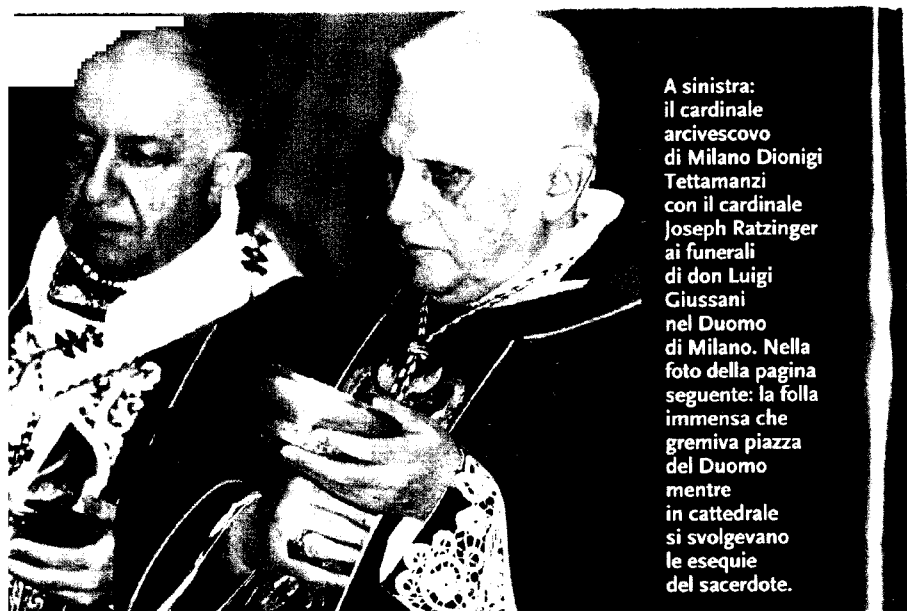 A sinistra:
il cardinale
arcivescovo
di Milano Dionigi
Tettamanzi
con il cardinale
Joseph Ratzinger
ai funerali
di don Luigi
Giussani
nel Duomo
di Milano. Nella
foto della pagina
seguente: la folla
immensa che
gremiva piazza
del Duomo
mentre
in cattedrale
si svolgevano
le esequie
del sacerdote.